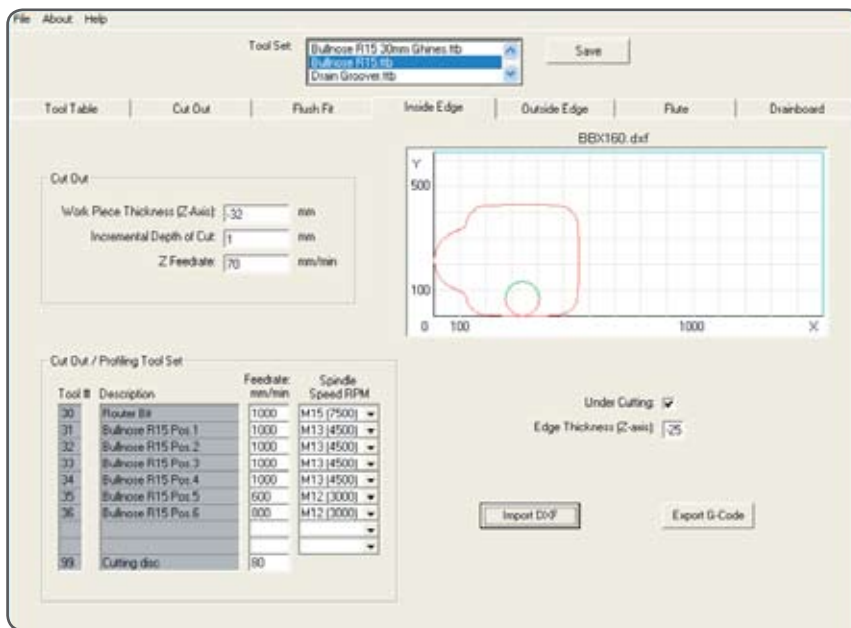 File About Help
Tool Set:
Bullnose R15 30mm Ghines.ttb
Bullnose R15.ttb
Drain Groover.ttb
Save
Tool Table
Cut Out
Flush Fit
Inside Edge
Outside Edge
Flute
Drainboard
Cut Out
Work Piece Thickness (Z-Axis): -32 mm
Incremental Depth of Cut: 1 mm
Z Feedrate: 70 mm/min
BBX160.dxf
Y
500
100
0 100 1000 X
Cut Out / Profiling Tool Set
Feedrate: Spindle
Tool # Description mm/min Speed RPM
30 Router Bit 1000 M15 (7500)
31 Bullnose R15 Pos.1 1000 M13 (4500)
32 Bullnose R15 Pos.2 1000 M13 (4500)
33 Bullnose R15 Pos.3 1000 M13 (4500)
34 Bullnose R15 Pos.4 1000 M13 (4500)
35 Bullnose R15 Pos.5 600 M12 (3000)
36 Bullnose R15 Pos.6 800 M12 (3000)
99 Cutting disc 80
Under Cutting:
Edge Thickness (Z-axis): -25
Import DXF
Export G-Code